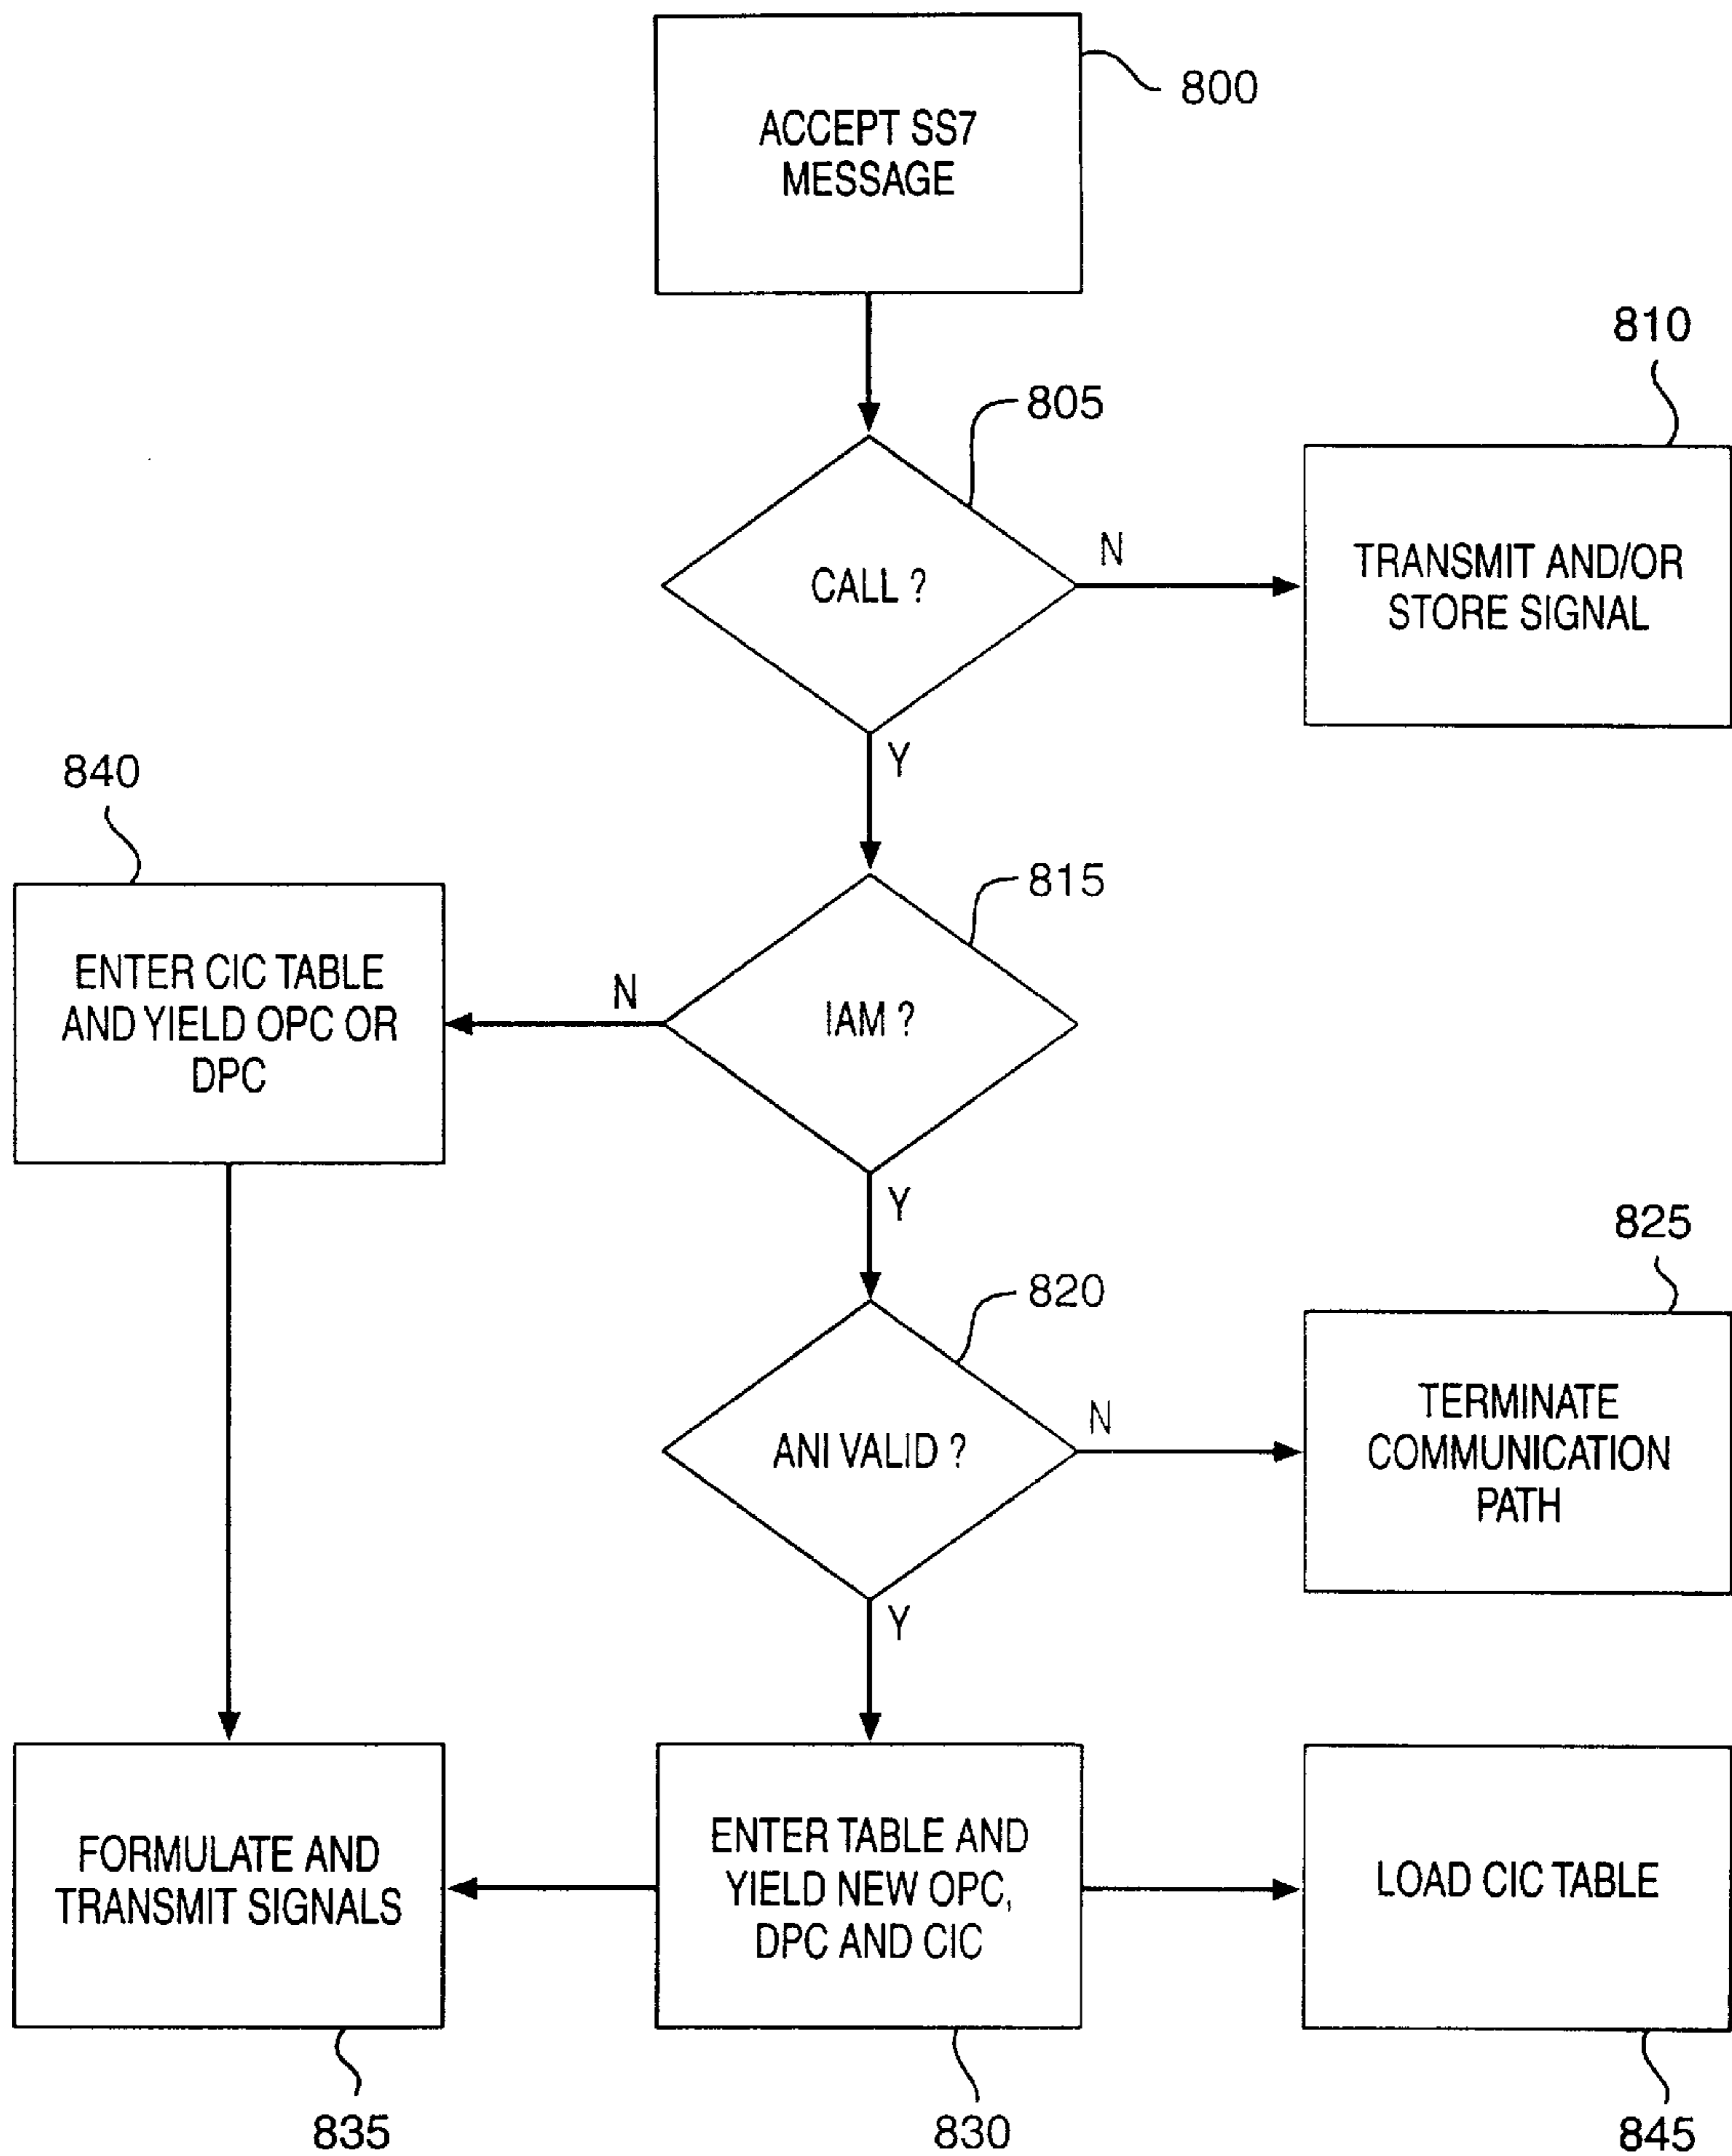 ACCEPT SS7
MESSAGE
800
805
810
CALL ?
N
TRANSMIT AND/OR
STORE SIGNAL
Y
840
815
ENTER CIC TABLE
AND YIELD OPC OR
DPC
N
IAM ?
Y
820
825
ANI VALID ?
N
TERMINATE
COMMUNICATION
PATH
Y
FORMULATE AND
TRANSMIT SIGNALS
ENTER TABLE AND
YIELD NEW OPC,
DPC AND CIC
LOAD CIC TABLE
835
830
845